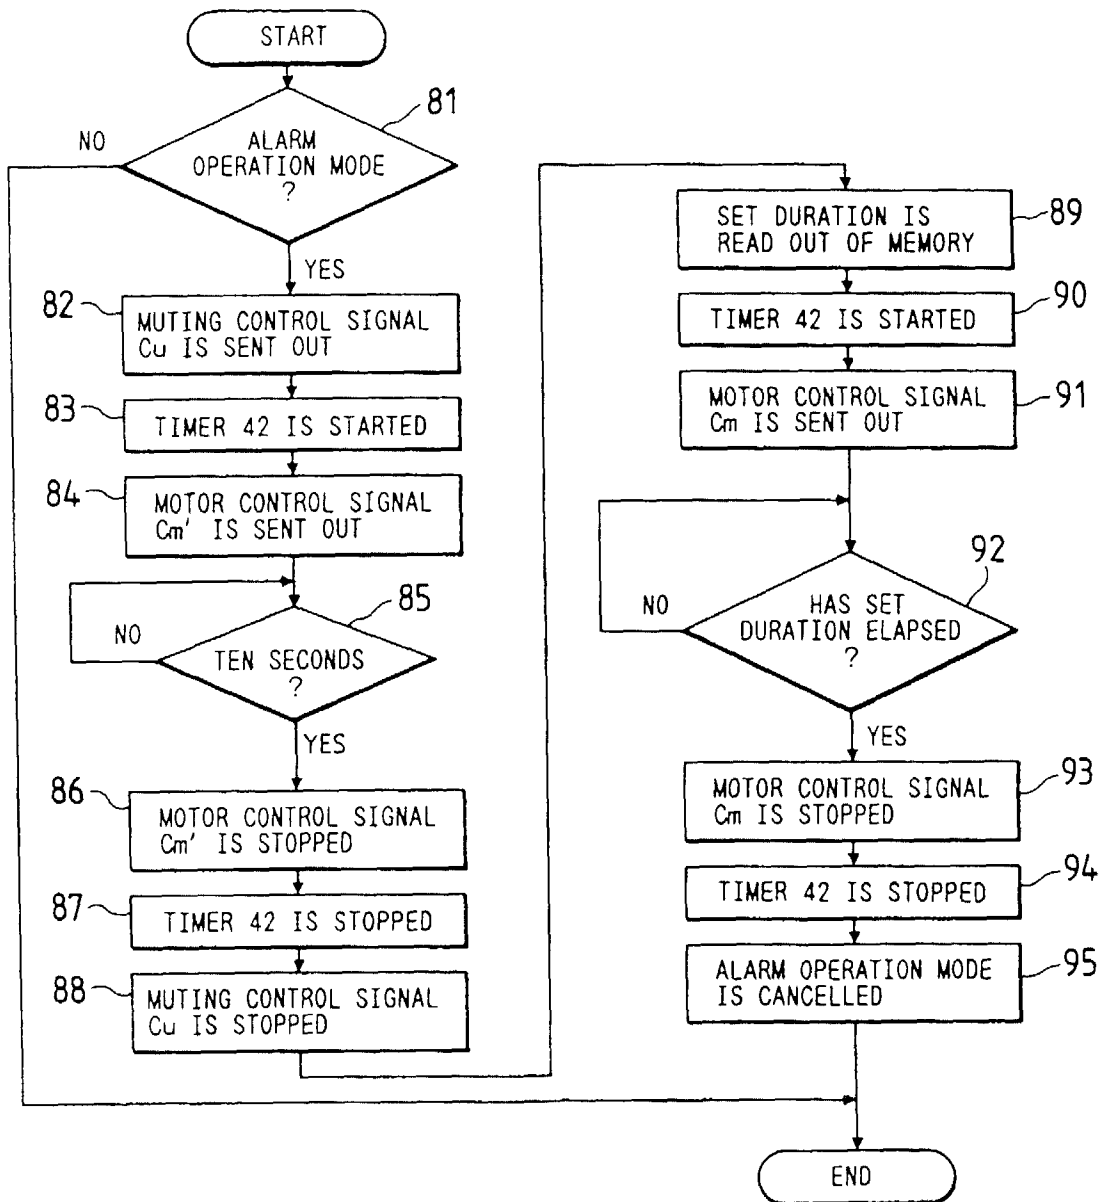 START
81
NO
ALARM
OPERATION MODE
?
YES
82
MUTING CONTROL SIGNAL
Cu IS SENT OUT
83
TIMER 42 IS STARTED
84
MOTOR CONTROL SIGNAL
Cm' IS SENT OUT
85
NO
TEN SECONDS
?
YES
86
MOTOR CONTROL SIGNAL
Cm' IS STOPPED
87
TIMER 42 IS STOPPED
88
MUTING CONTROL SIGNAL
Cu IS STOPPED
SET DURATION IS
READ OUT OF MEMORY
89
TIMER 42 IS STARTED
90
MOTOR CONTROL SIGNAL
Cm IS SENT OUT
91
92
NO
HAS SET
DURATION ELAPSED
?
YES
MOTOR CONTROL SIGNAL
Cm IS STOPPED
93
TIMER 42 IS STOPPED
94
ALARM OPERATION MODE
IS CANCELLED
95
END